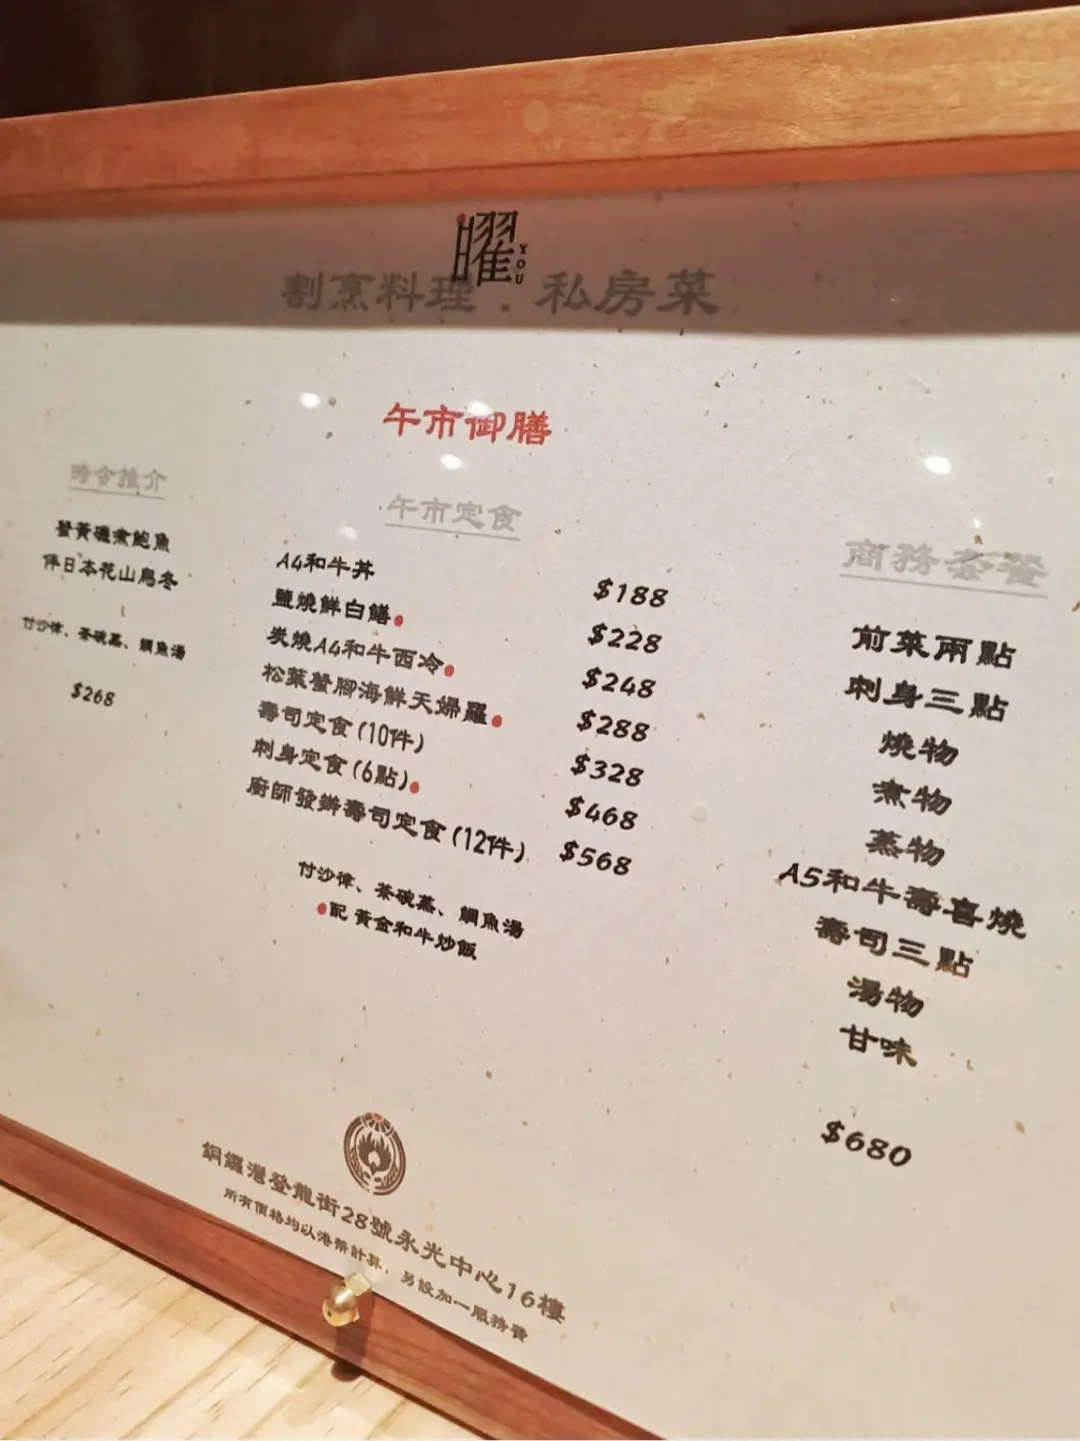 曜
YOU
割烹料理．私房菜
午市御膳
時令推介
蟹黃磯煮鮑魚
伴日本花山烏冬
付沙律、茶碗蒸、鯛魚湯
$268
午市定食
A4和牛丼 $188
鹽燒鮮白鱔 $228
炭燒A4和牛西冷 $248
松葉蟹腳海鮮天婦羅 $288
壽司定食(10件) $328
刺身定食(6點) $468
廚師發辦壽司定食(12件) $568
付沙律、茶碗蒸、鯛魚湯
配 黃金和牛炒飯
商務套餐
前菜兩點
刺身三點
燒物
煮物
蒸物
A5和牛壽喜燒
壽司三點
湯物
甘味
$680
銅鑼灣登龍街28號永光中心16樓
所有價格均以港幣計算，另設加一服務費